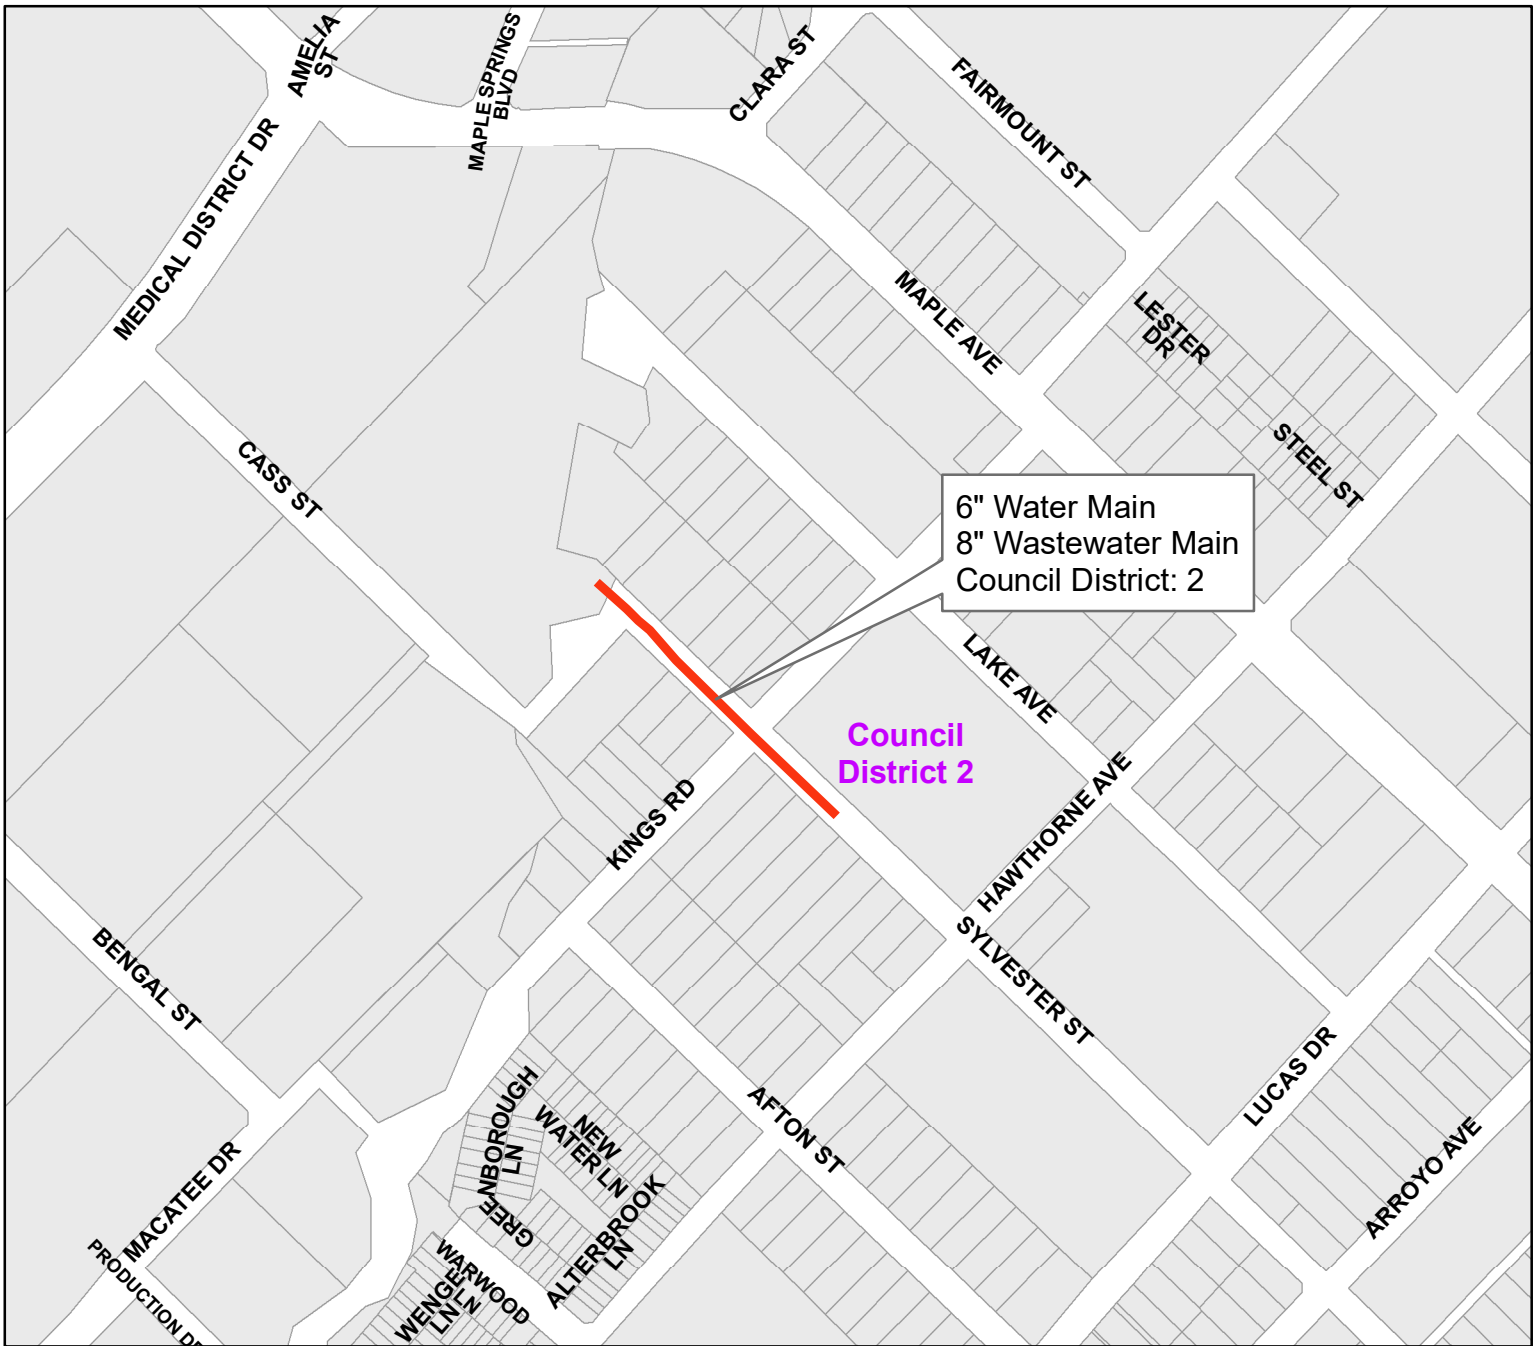 AMELIA
ST
MAPLE SPRINGS
BLVD
CLARA ST
FAIRMOUNT ST
MEDICAL DISTRICT DR
MAPLE AVE
LESTER
DR
STEEL ST
CASS ST
6" Water Main
8" Wastewater Main
Council District: 2
LAKE AVE
Council
District 2
HAWTHORNE AVE
KINGS RD
SYLVESTER ST
BENGAL ST
LUCAS DR
GREENBOROUGH
LN
NEW
WATER LN
AFTON ST
ARROYO AVE
MACATEE DR
ALTERBROOK
LN
PRODUCTION DR
WARWOOD
LN
WENGE
LN